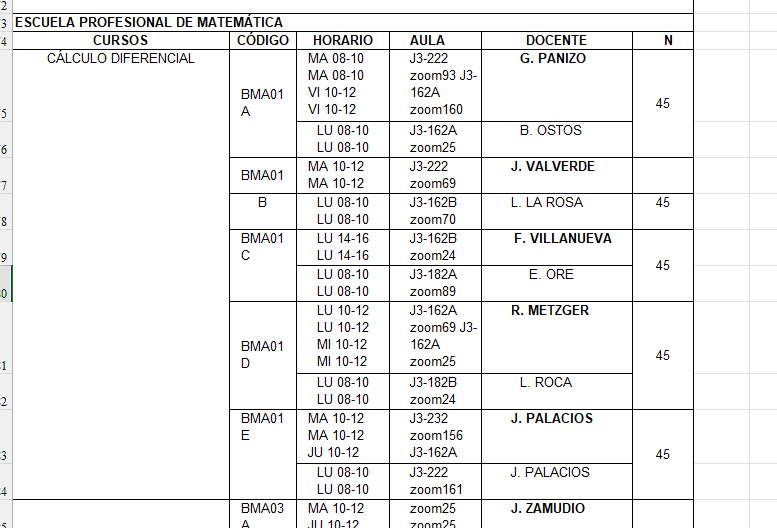 ESCUELA PROFESIONAL DE MATEMÁTICA
CURSOS CÓDIGO HORARIO AULA DOCENTE N
CÁLCULO DIFERENCIAL
BMA01
A
MA 08-10 J3-222 G. PANIZO
MA 08-10 zoom93 J3-
VI 10-12 162A
VI 10-12 zoom160
45
LU 08-10 J3-162A B. OSTOS
LU 08-10 zoom25
BMA01
MA 10-12 J3-222 J. VALVERDE
MA 10-12 zoom69
B LU 08-10 J3-162B L. LA ROSA 45
LU 08-10 zoom70
BMA01 LU 14-16 J3-162B F. VILLANUEVA
C LU 14-16 zoom24
45
LU 08-10 J3-182A E. ORE
LU 08-10 zoom89
BMA01
D
LU 10-12 J3-162A R. METZGER
LU 10-12 zoom69 J3-
MI 10-12 162A
MI 10-12 zoom25
45
LU 08-10 J3-182B L. ROCA
LU 08-10 zoom24
BMA01 MA 10-12 J3-232 J. PALACIOS
E MA 10-12 zoom156
JU 10-12 J3-162A
45
LU 08-10 J3-222 J. PALACIOS
LU 08-10 zoom161
BMA03 MA 10-12 zoom25 J. ZAMUDIO
A JU 10-12 zoom25